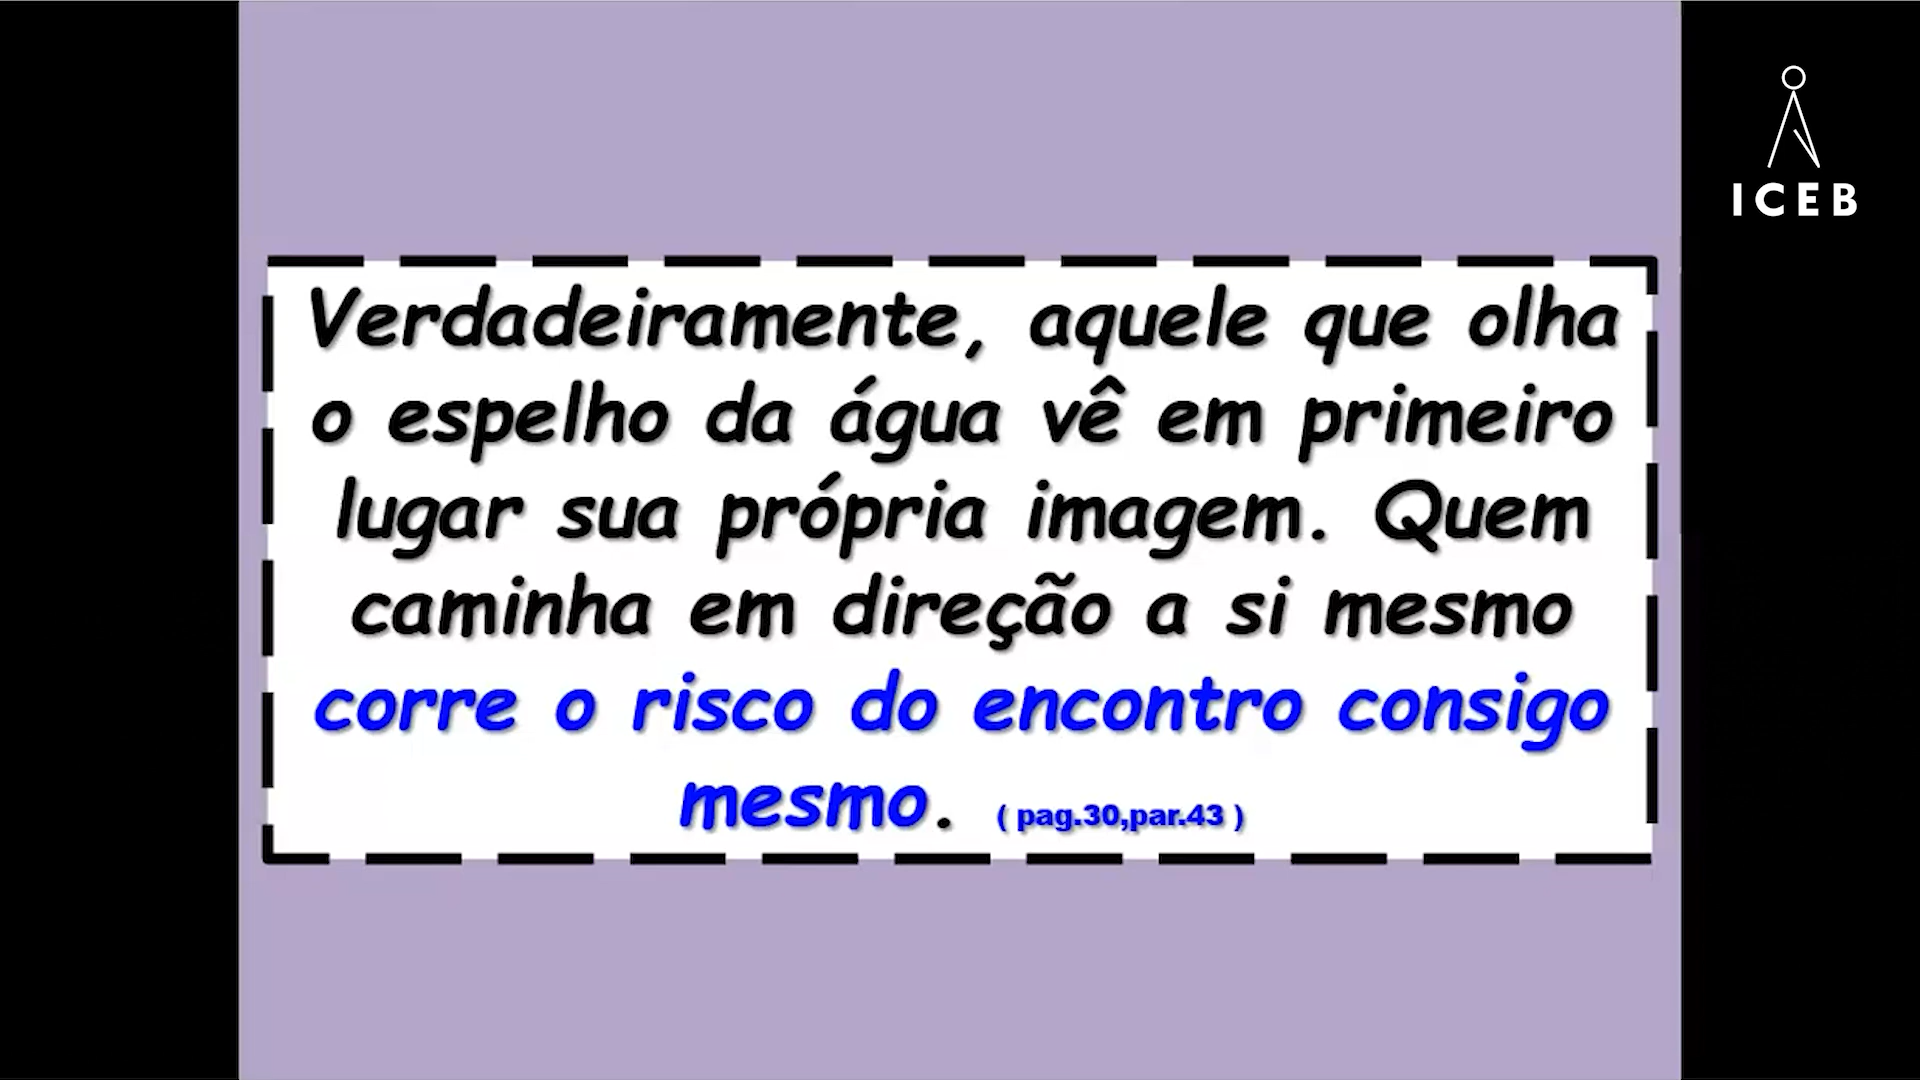 ICEB
Verdadeiramente, aquele que olha
o espelho da água vê em primeiro
lugar sua própria imagem. Quem
caminha em direção a si mesmo
corre o risco do encontro consigo
mesmo. ( pag.30,par.43 )